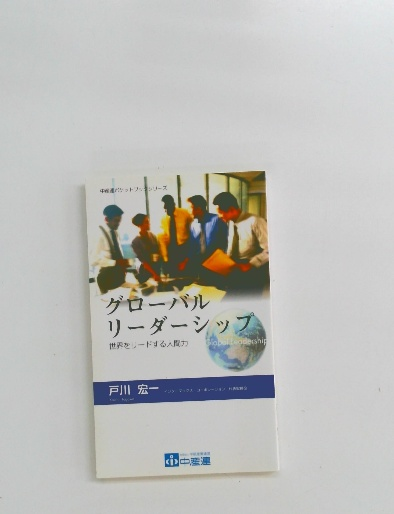 中産連ポケットブックシリーズ
グローバル
リーダーシップ
世界をリードする人間力
Global Leadership
戸川 宏一
中産連